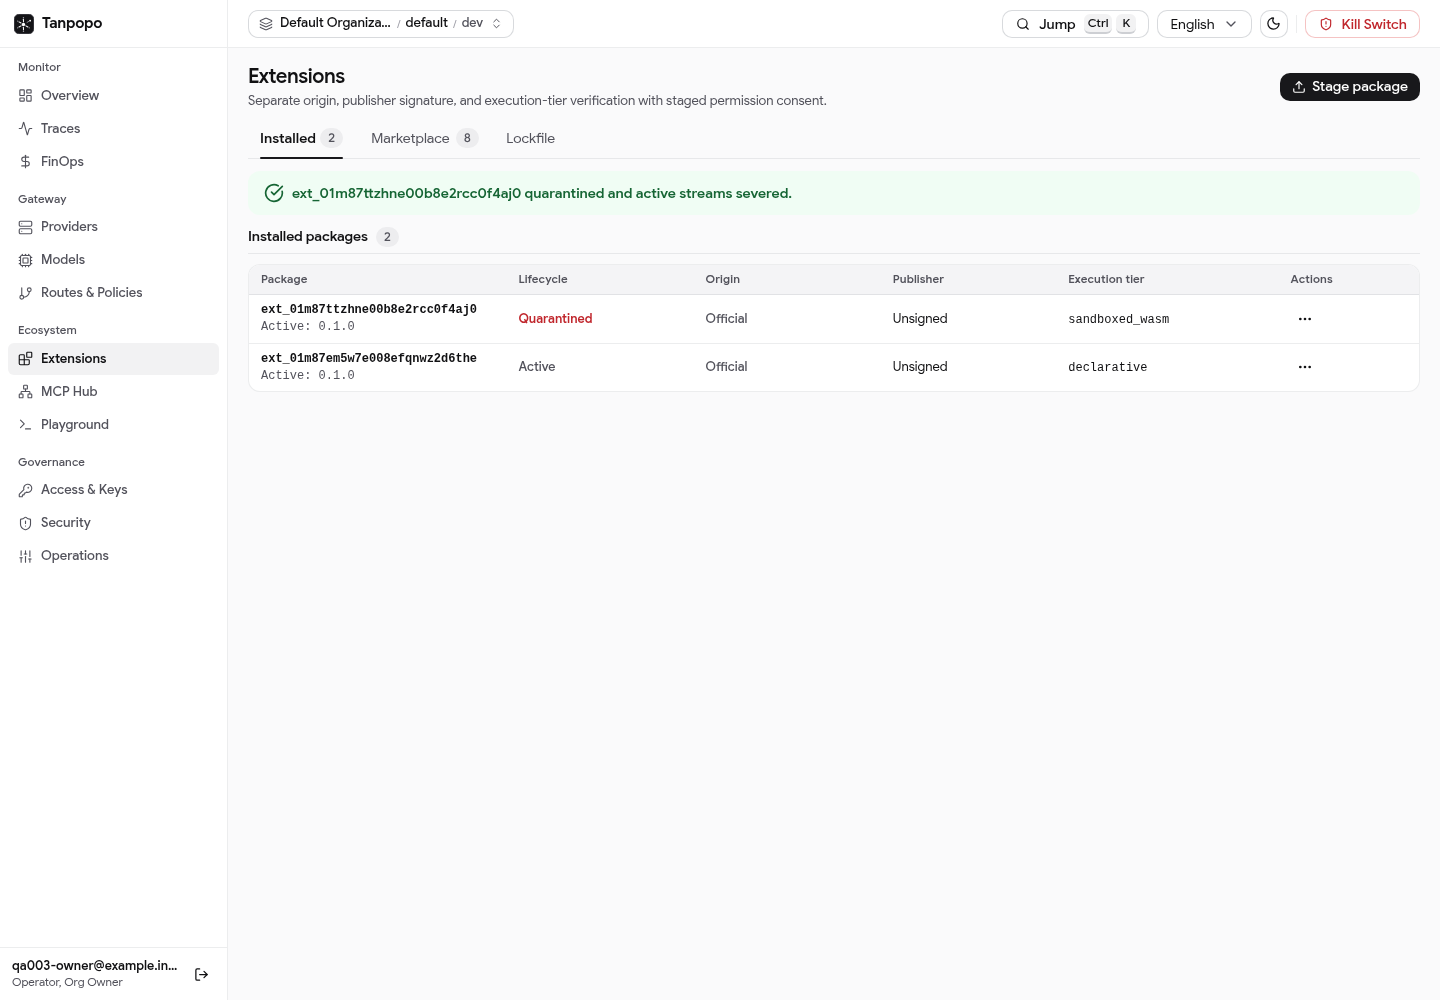 Tanpopo
Default Organiza... / default / dev
Jump Ctrl K
English
Kill Switch
Monitor
Overview
Traces
FinOps
Gateway
Providers
Models
Routes & Policies
Ecosystem
Extensions
MCP Hub
Playground
Governance
Access & Keys
Security
Operations
qa003-owner@example.in...
Operator, Org Owner
Extensions
Separate origin, publisher signature, and execution-tier verification with staged permission consent.
Stage package
Installed 2 Marketplace 8 Lockfile
ext_01m87ttzhne00b8e2rcc0f4aj0 quarantined and active streams severed.
Installed packages 2
Package Lifecycle Origin Publisher Execution tier Actions
ext_01m87ttzhne00b8e2rcc0f4aj0
Active: 0.1.0
Quarantined Official Unsigned sandboxed_wasm
ext_01m87em5w7e008efqnwz2d6the
Active: 0.1.0
Active Official Unsigned declarative